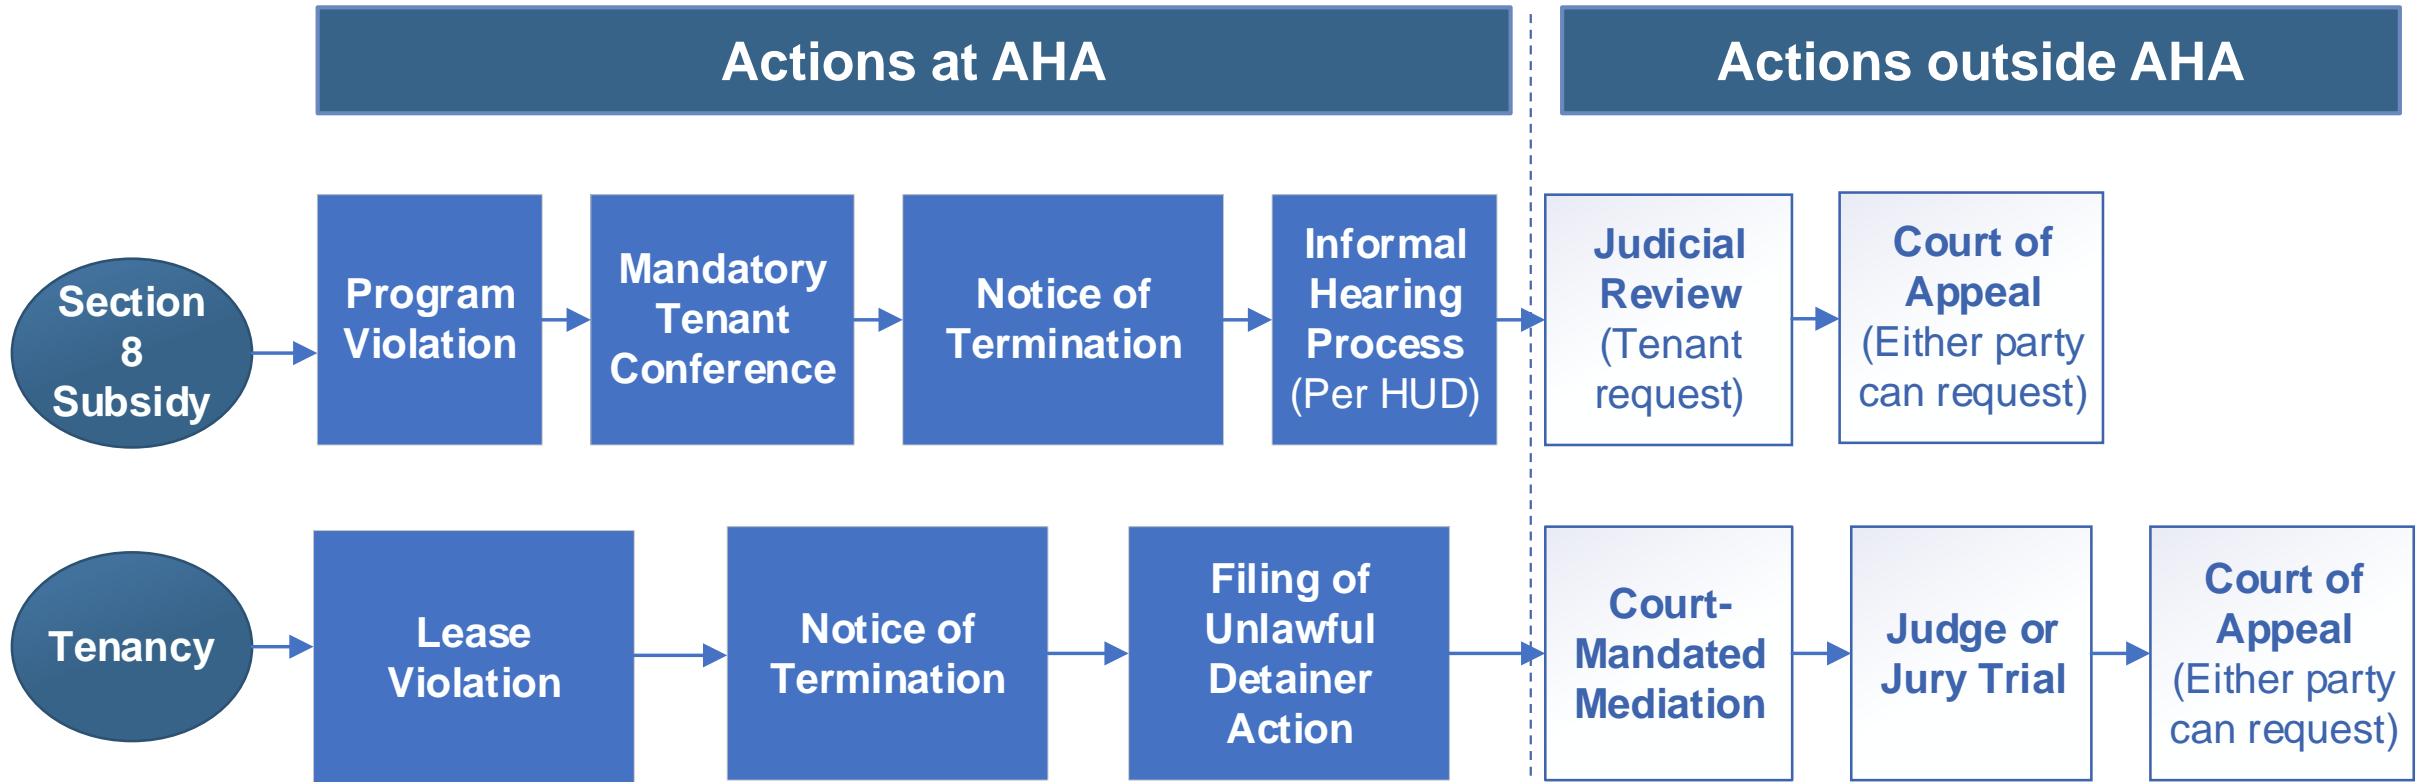 Actions at AHA
Actions outside AHA
Section
8
Subsidy
Program
Violation
Mandatory
Tenant
Conference
Notice of
Termination
Informal
Hearing
Process
(Per HUD)
Judicial
Review
(Tenant
request)
Court of
Appeal
(Either party
can request)
Tenancy
Lease
Violation
Notice of
Termination
Filing of
Unlawful
Detainer
Action
Court-
Mandated
Mediation
Judge or
Jury Trial
Court of
Appeal
(Either party
can request)